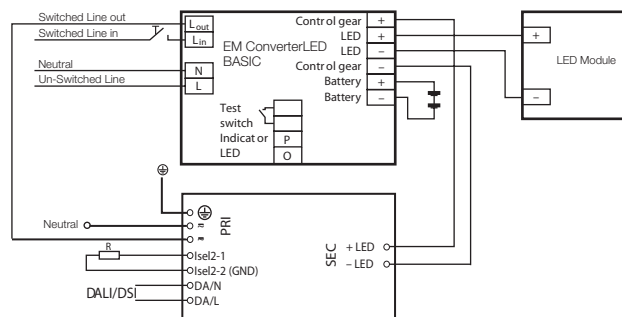 Switched Line out
Switched Line in
Neutral
Un-Switched Line
Lout
Lin
N
L
EM ConverterLED
BASIC
Test
switch
Indicator
LED
P
O
Control gear +
LED +
LED –
Control gear –
Battery +
Battery –
+
–
LED Module
Neutral
PRI
R
Isel2-1
Isel2-2 (GND)
DALI/DSI
DA/N
DA/L
SEC
+ LED
– LED